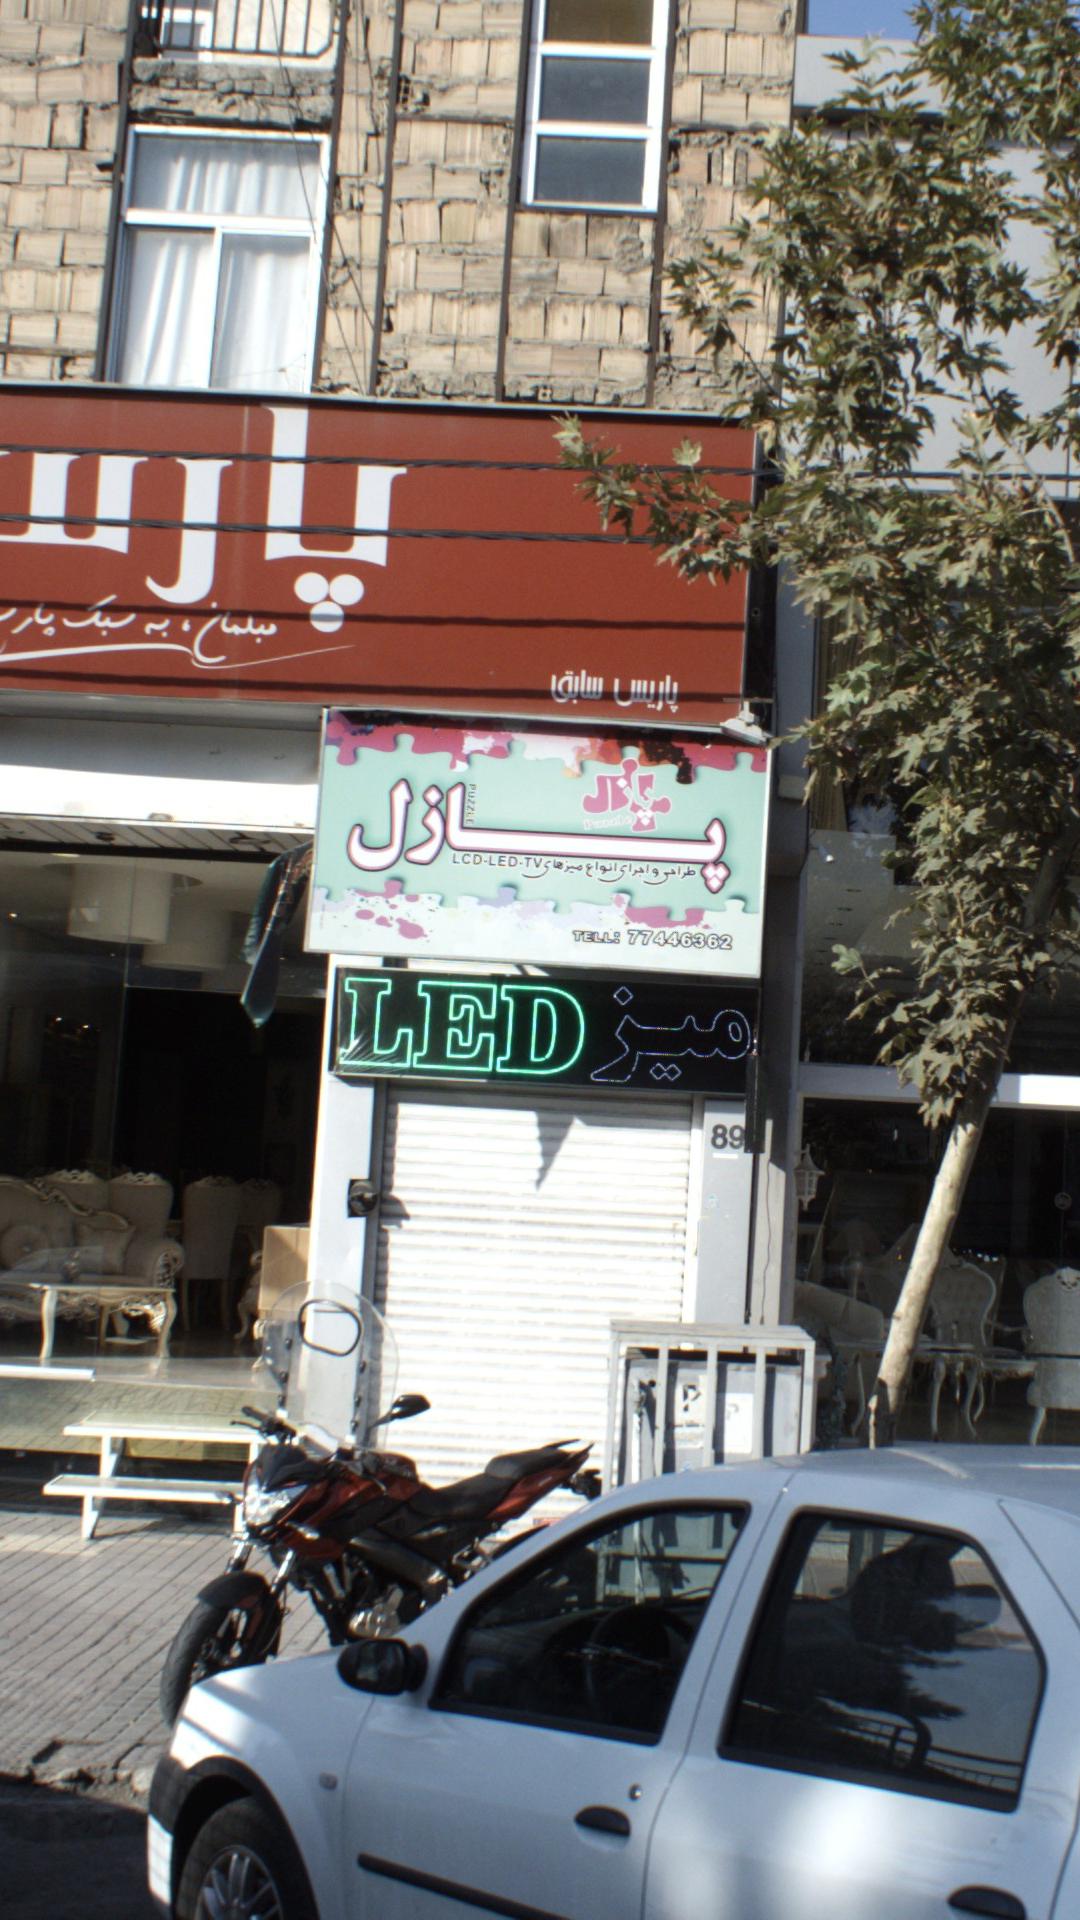 پارس
مبلمان، به سبک پارس
پاریس سابق
پازل
Puzzle
پازل
PUZZLE
طراحی و اجرای انواع میزهای LCD-LED-TV
TELL: 77446362
میز LED
89